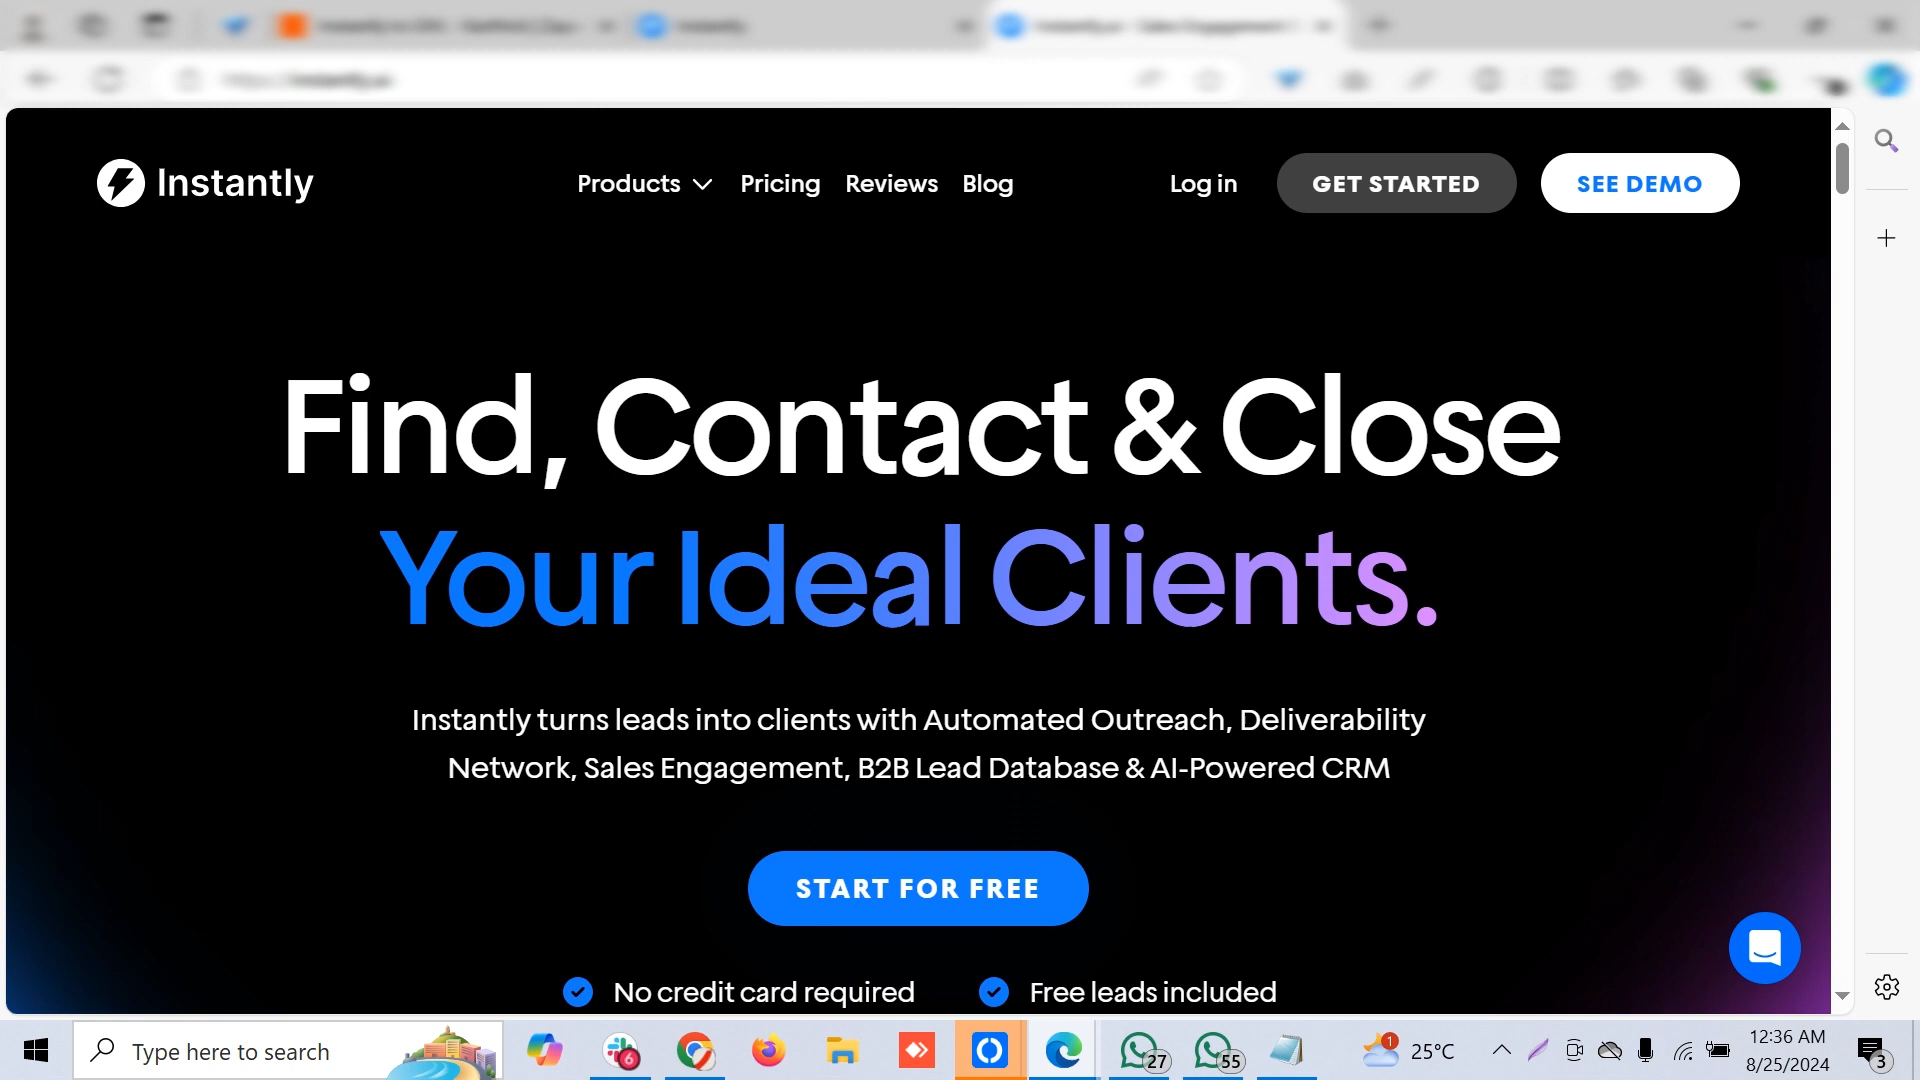 Instantly
Products
Pricing
Reviews
Blog
Log in
GET STARTED
SEE DEMO
Find, Contact & Close
Your Ideal Clients.
Instantly turns leads into clients with Automated Outreach, Deliverability
Network, Sales Engagement, B2B Lead Database & AI-Powered CRM
START FOR FREE
No credit card required
Free leads included
Type here to search
6
27
55
1
25°C
12:36 AM
8/25/2024
3